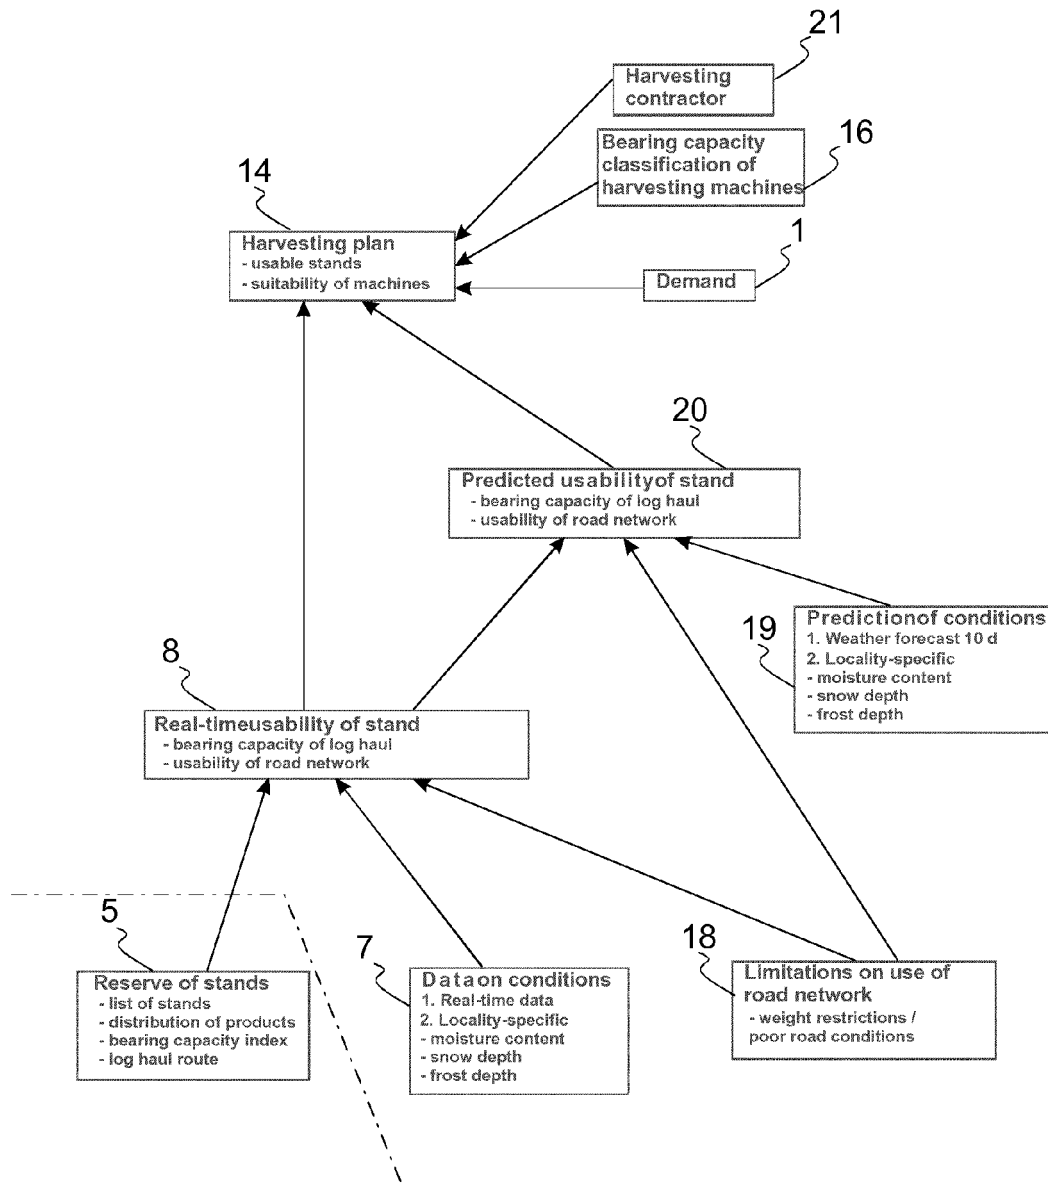 21
Harvesting
contractor
Bearing capacity
classification of
harvesting machines
16
14
Harvesting plan
- usable stands
- suitability of machines
1
Demand
20
Predicted usabilityof stand
- bearing capacity of log haul
- usability of road network
19
Predictionof conditions
1. Weather forecast 10 d
2. Locality-specific
- moisture content
- snow depth
- frost depth
8
Real-timeusability of stand
- bearing capacity of log haul
- usability of road network
5
Reserve of stands
- list of stands
- distribution of products
- bearing capacity index
- log haul route
7
Dataon conditions
1. Real-time data
2. Locality-specific
- moisture content
- snow depth
- frost depth
18
Limitations on use of
road network
- weight restrictions /
poor road conditions